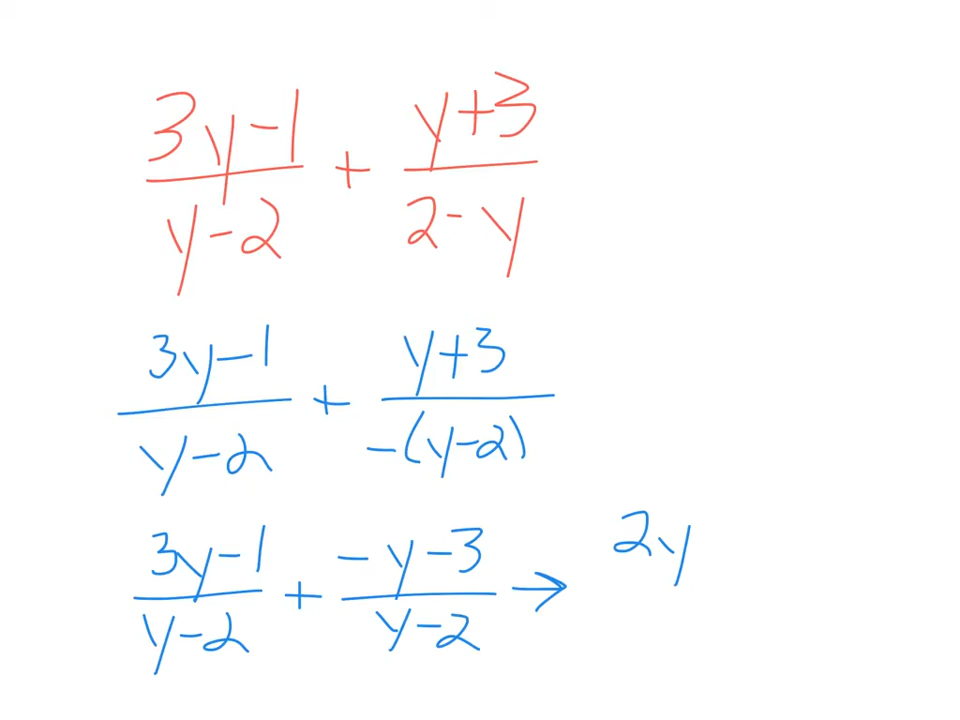 3y-1 y+3
+
y-2 2-y
3y-1 y+3
+
y-2 -(y-2)
3y-1 -y-3 2y
+ →
y-2 y-2